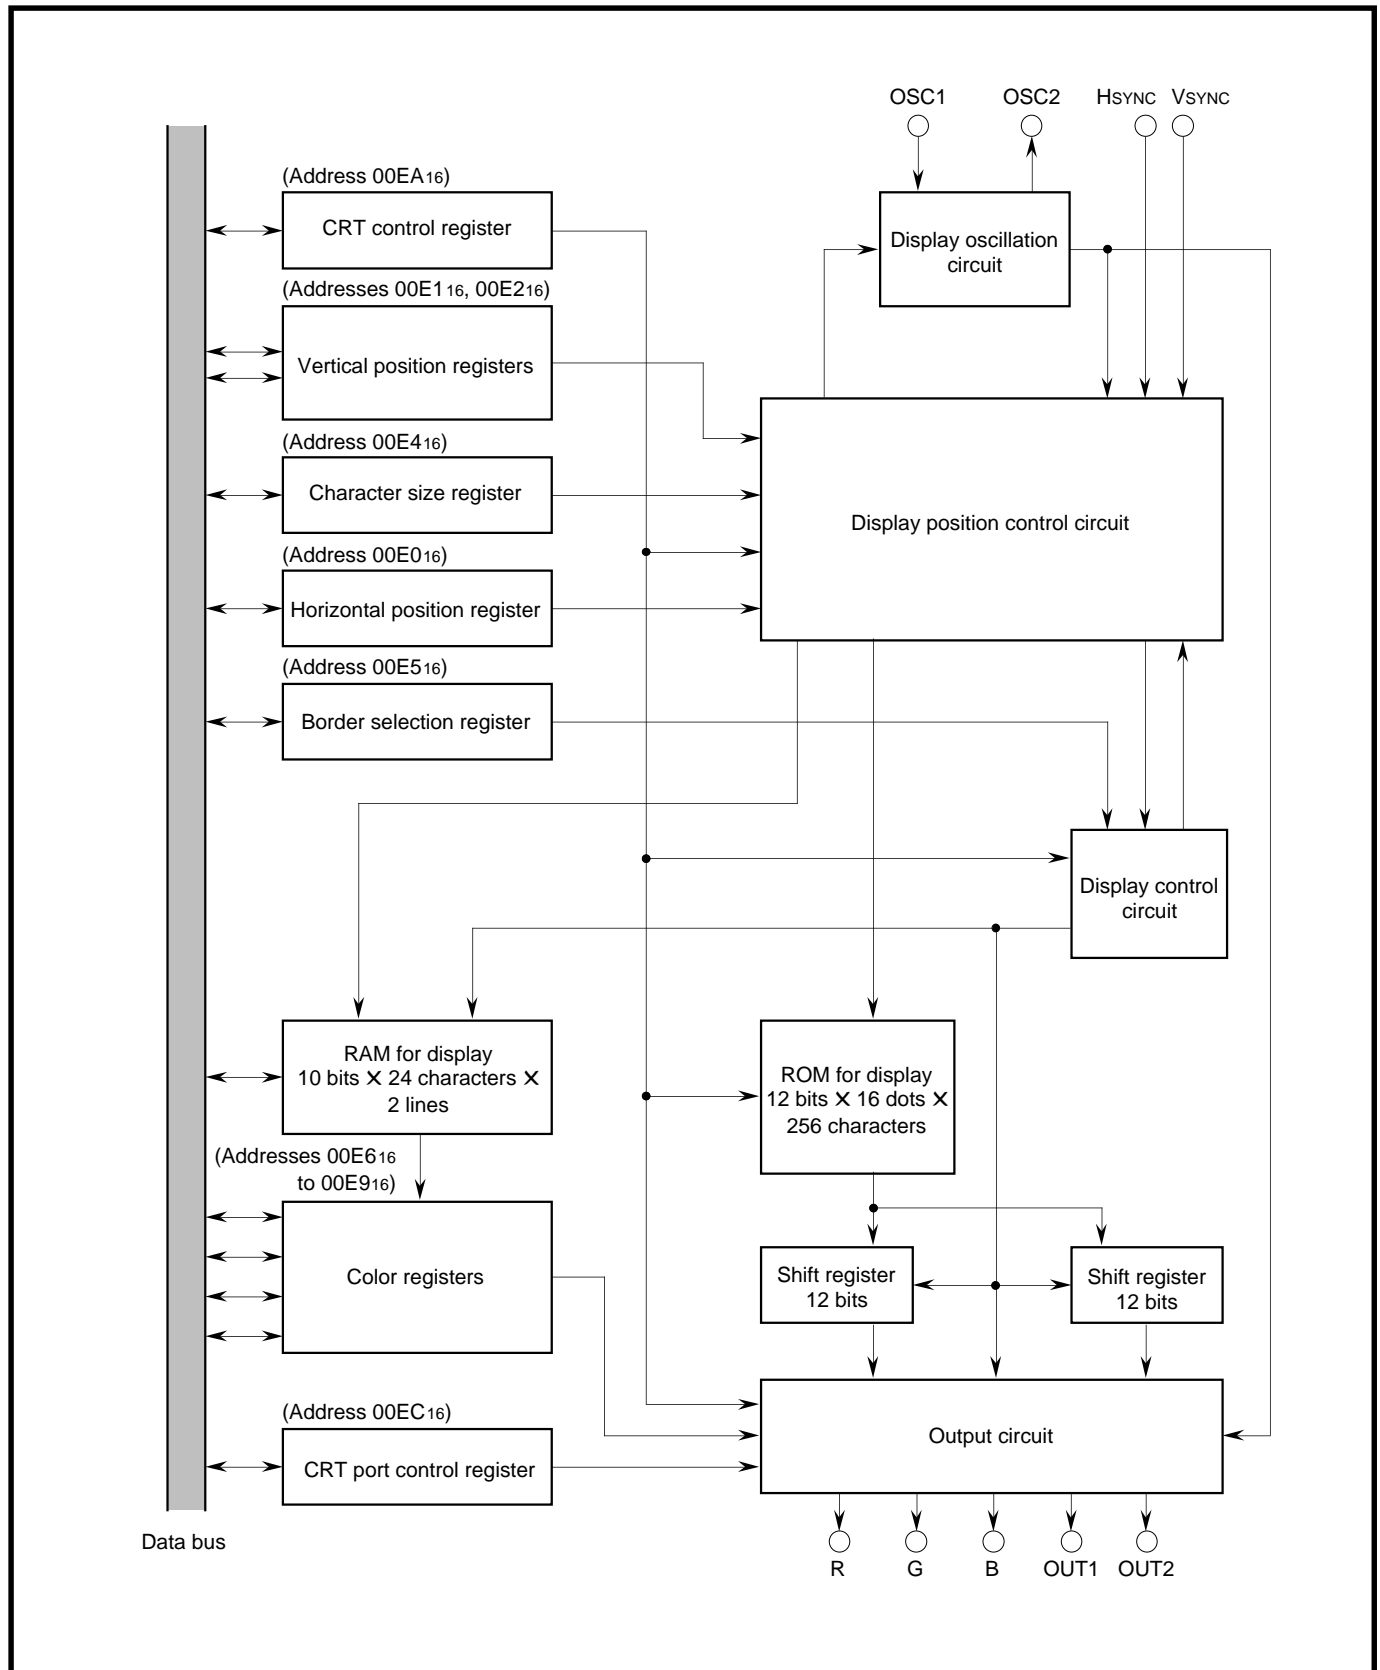 OSC1 OSC2 HSYNC VSYNC
(Address 00EA16)
CRT control register
Display oscillation
circuit
(Addresses 00E116, 00E216)
Vertical position registers
(Address 00E416)
Character size register
Display position control circuit
(Address 00E016)
Horizontal position register
(Address 00E516)
Border selection register
Display control
circuit
RAM for display
10 bits × 24 characters ×
2 lines
ROM for display
12 bits × 16 dots ×
256 characters
(Addresses 00E616
to 00E916)
Color registers
Shift register
12 bits
Shift register
12 bits
(Address 00EC16)
CRT port control register
Output circuit
Data bus
R G B OUT1 OUT2